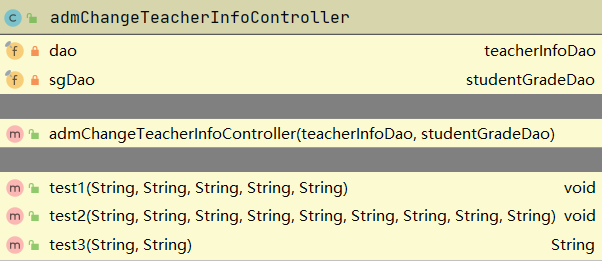 C admChangeTeacherInfoController
f dao teacherInfoDao
f sgDao studentGradeDao
m admChangeTeacherInfoController(teacherInfoDao, studentGradeDao)
m test1(String, String, String, String, String) void
m test2(String, String, String, String, String, String, String, String, String) void
m test3(String, String) String